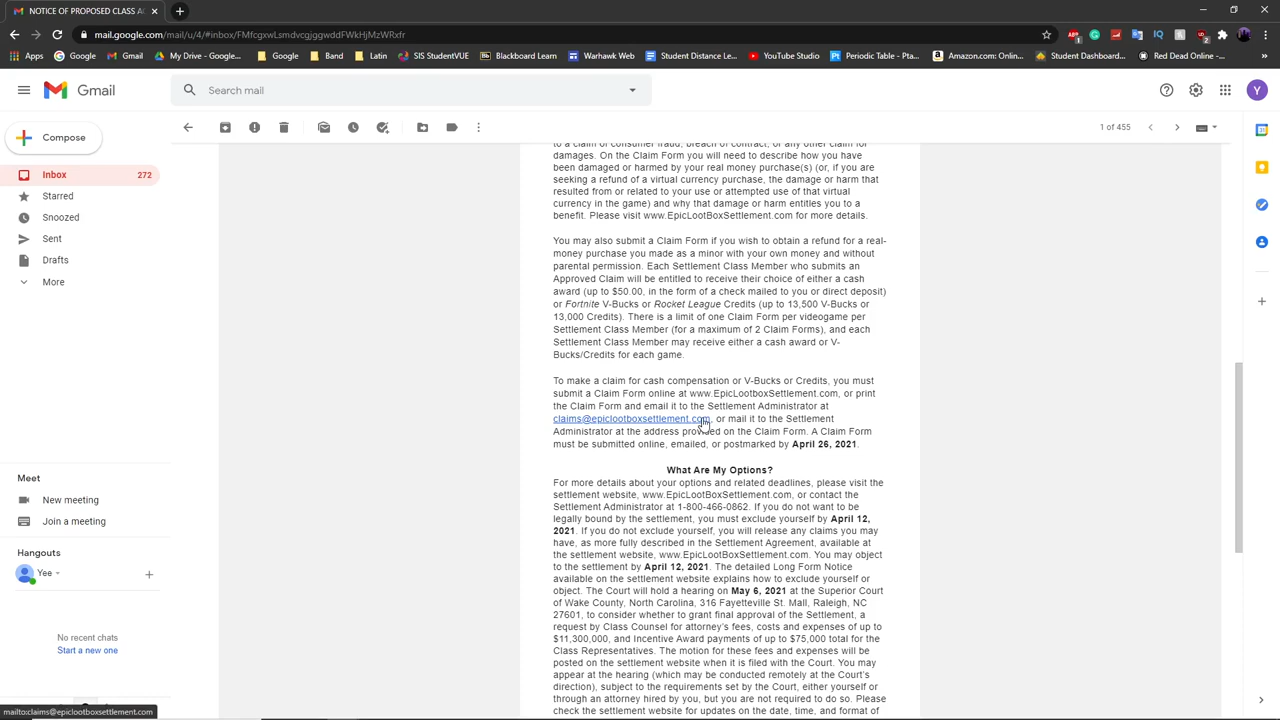 NOTICE OF PROPOSED CLASS AC
mail.google.com/mail/u/4/#inbox/FMfcgxwLsmdvcgjggwddFWkHjMzWRxfr
Apps Google Gmail My Drive - Google... Google Band Latin SIS StudentVUE Blackboard Learn Warhawk Web Student Distance Le... YouTube Studio Periodic Table - Pta... Amazon.com: Onli... Student Dashboard... Red Dead Online -...
Gmail
Search mail
Y
Compose
1 of 455
Inbox 272
Starred
Snoozed
Sent
Drafts
More
Meet
New meeting
Join a meeting
Hangouts
Yee
No recent chats
Start a new one
to a claim of consumer fraud, breach of contract, or any other claim for
damages. On the Claim Form you will need to describe how you have
been damaged or harmed by your real money purchase(s) (or, if you are
seeking a refund of a virtual currency purchase, the damage or harm that
resulted from or related to your use or attempted use of that virtual
currency in the game) and why that damage or harm entitles you to a
benefit. Please visit www.EpicLootBoxSettlement.com for more details.
You may also submit a Claim Form if you wish to obtain a refund for a real-
money purchase you made as a minor with your own money and without
parental permission. Each Settlement Class Member who submits an
Approved Claim will be entitled to receive their choice of either a cash
award (up to $50.00, in the form of a check mailed to you or direct deposit)
or Fortnite V-Bucks or Rocket League Credits (up to 13,500 V-Bucks or
13,000 Credits). There is a limit of one Claim Form per videogame per
Settlement Class Member (for a maximum of 2 Claim Forms), and each
Settlement Class Member may receive either a cash award or V-
Bucks/Credits for each game.
To make a claim for cash compensation or V-Bucks or Credits, you must
submit a Claim Form online at www.EpicLootboxSettlement.com, or print
the Claim Form and email it to the Settlement Administrator at
claims@epiclootboxsettlement.com, or mail it to the Settlement
Administrator at the address provided on the Claim Form. A Claim Form
must be submitted online, emailed, or postmarked by April 26, 2021.
What Are My Options?
For more details about your options and related deadlines, please visit the
settlement website, www.EpicLootBoxSettlement.com, or contact the
Settlement Administrator at 1-800-466-0862. If you do not want to be
legally bound by the settlement, you must exclude yourself by April 12,
2021. If you do not exclude yourself, you will release any claims you may
have, as more fully described in the Settlement Agreement, available at
the settlement website, www.EpicLootBoxSettlement.com. You may object
to the settlement by April 12, 2021. The detailed Long Form Notice
available on the settlement website explains how to exclude yourself or
object. The Court will hold a hearing on May 6, 2021 at the Superior Court
of Wake County, North Carolina, 316 Fayetteville St. Mall, Raleigh, NC
27601, to consider whether to grant final approval of the Settlement, a
request by Class Counsel for attorney's fees, costs and expenses of up to
$11,300,000, and Incentive Award payments of up to $75,000 total for the
Class Representatives. The motion for these fees and expenses will be
posted on the settlement website when it is filed with the Court. You may
appear at the hearing (which may be conducted remotely at the Court's
direction), subject to the requirements set by the Court, either yourself or
through an attorney hired by you, but you are not required to do so. Please
check the settlement website for updates on the date, time, and format of
mailto:claims@epiclootboxsettlement.com